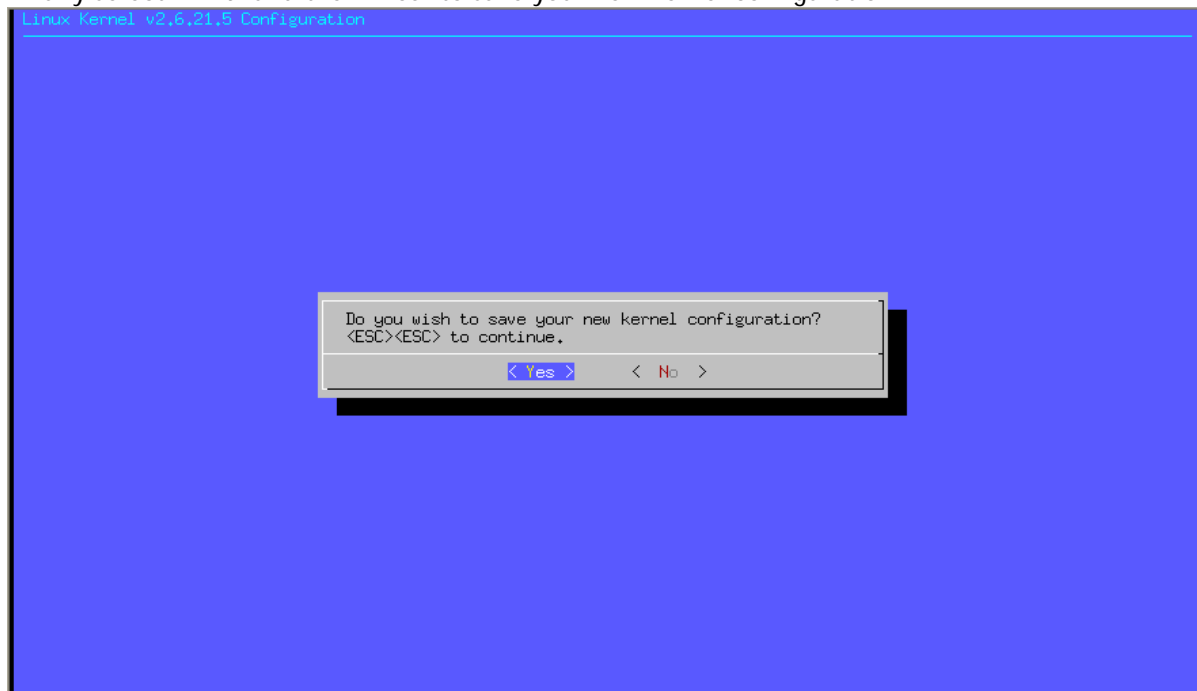 Linux Kernel v2.6.21.5 Configuration
Do you wish to save your new kernel configuration?
<ESC><ESC> to continue.
< Yes > < No >